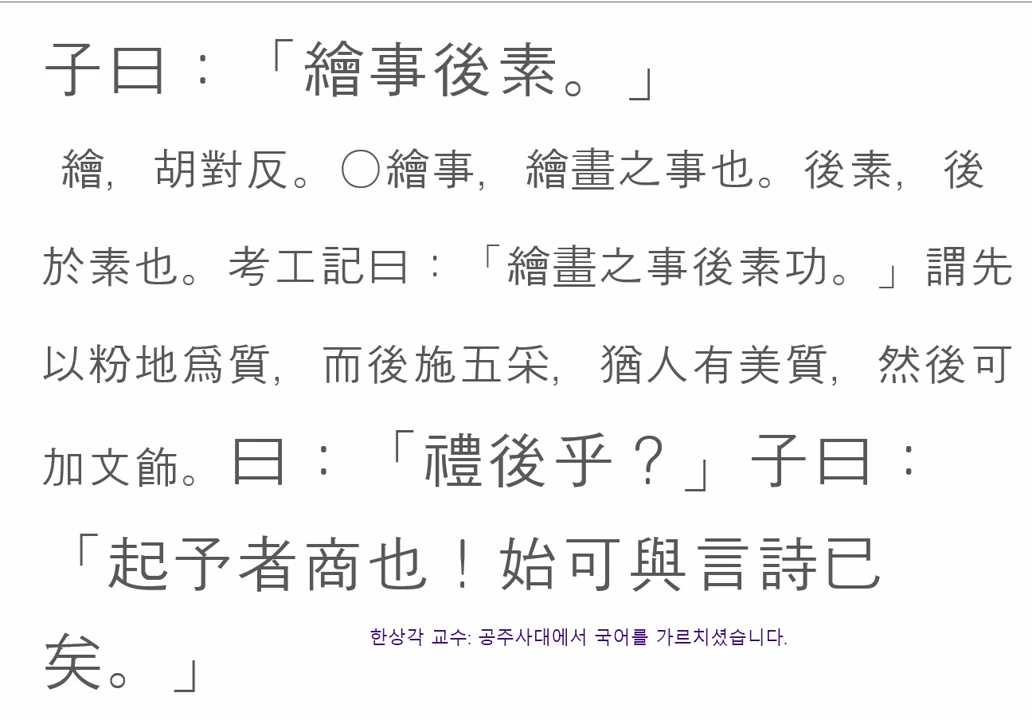 子曰：「繪事後素。」
繪，胡對反。○繪事，繪畫之事也。後素，後
於素也。考工記曰：「繪畫之事後素功。」謂先
以粉地爲質，而後施五采，猶人有美質，然後可
加文飾。曰：「禮後乎？」子曰：
「起予者商也！始可與言詩已
矣。」
한상각 교수: 공주사대에서 국어를 가르치셨습니다.